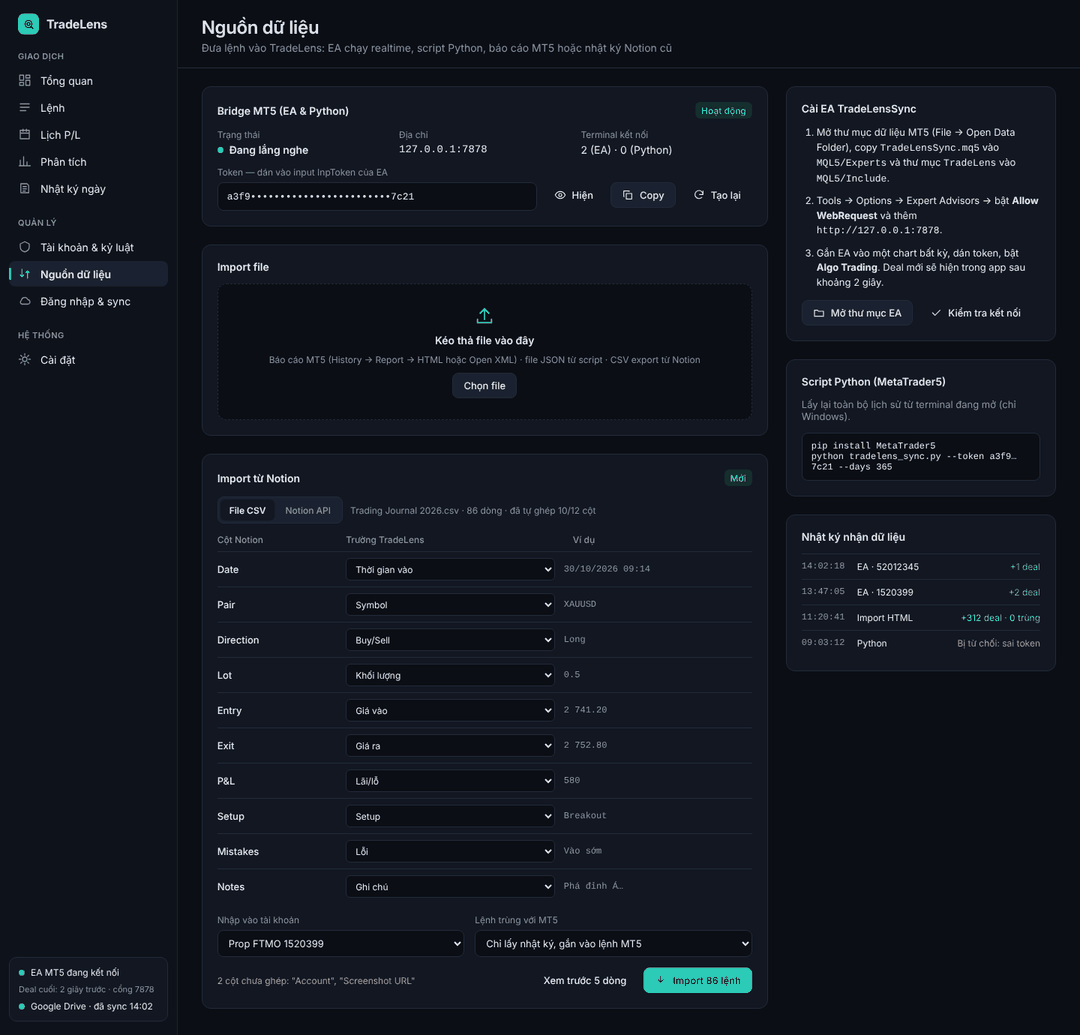 TradeLens
GIAO DỊCH
Tổng quan
Lệnh
Lịch P/L
Phân tích
Nhật ký ngày
QUẢN LÝ
Tài khoản & kỷ luật
Nguồn dữ liệu
Đăng nhập & sync
HỆ THỐNG
Cài đặt
EA MT5 đang kết nối
Deal cuối: 2 giây trước · cổng 7878
Google Drive · đã sync 14:02
Nguồn dữ liệu
Đưa lệnh vào TradeLens: EA chạy realtime, script Python, báo cáo MT5 hoặc nhật ký Notion cũ
Bridge MT5 (EA & Python)
Hoạt động
Trạng thái
Địa chỉ
Terminal kết nối
Đang lắng nghe
127.0.0.1:7878
2 (EA) · 0 (Python)
Token — dán vào input InpToken của EA
a3f9••••••••••••••••••••••••7c21
Hiện
Copy
Tạo lại
Import file
Kéo thả file vào đây
Báo cáo MT5 (History → Report → HTML hoặc Open XML) · file JSON từ script · CSV export từ Notion
Chọn file
Import từ Notion
Mới
File CSV
Notion API
Trading Journal 2026.csv · 86 dòng · đã tự ghép 10/12 cột
Cột Notion
Trường TradeLens
Ví dụ
Date
Thời gian vào
30/10/2026 09:14
Pair
Symbol
XAUUSD
Direction
Buy/Sell
Long
Lot
Khối lượng
0.5
Entry
Giá vào
2 741.20
Exit
Giá ra
2 752.80
P&L
Lãi/lỗ
580
Setup
Setup
Breakout
Mistakes
Lỗi
Vào sớm
Notes
Ghi chú
Phá đỉnh Á…
Nhập vào tài khoản
Lệnh trùng với MT5
Prop FTMO 1520399
Chỉ lấy nhật ký, gắn vào lệnh MT5
2 cột chưa ghép: "Account", "Screenshot URL"
Xem trước 5 dòng
Import 86 lệnh
Cài EA TradeLensSync
1. Mở thư mục dữ liệu MT5 (File → Open Data
Folder), copy TradeLensSync.mq5 vào
MQL5/Experts và thư mục TradeLens vào
MQL5/Include.
2. Tools → Options → Expert Advisors → bật Allow
WebRequest và thêm
http://127.0.0.1:7878.
3. Gắn EA vào một chart bất kỳ, dán token, bật
Algo Trading. Deal mới sẽ hiện trong app sau
khoảng 2 giây.
Mở thư mục EA
Kiểm tra kết nối
Script Python (MetaTrader5)
Lấy lại toàn bộ lịch sử từ terminal đang mở (chỉ
Windows).
pip install MetaTrader5
python tradelens_sync.py --token a3f9…
7c21 --days 365
Nhật ký nhận dữ liệu
14:02:18
EA · 52012345
+1 deal
13:47:05
EA · 1520399
+2 deal
11:20:41
Import HTML
+312 deal · 0 trùng
09:03:12
Python
Bị từ chối: sai token